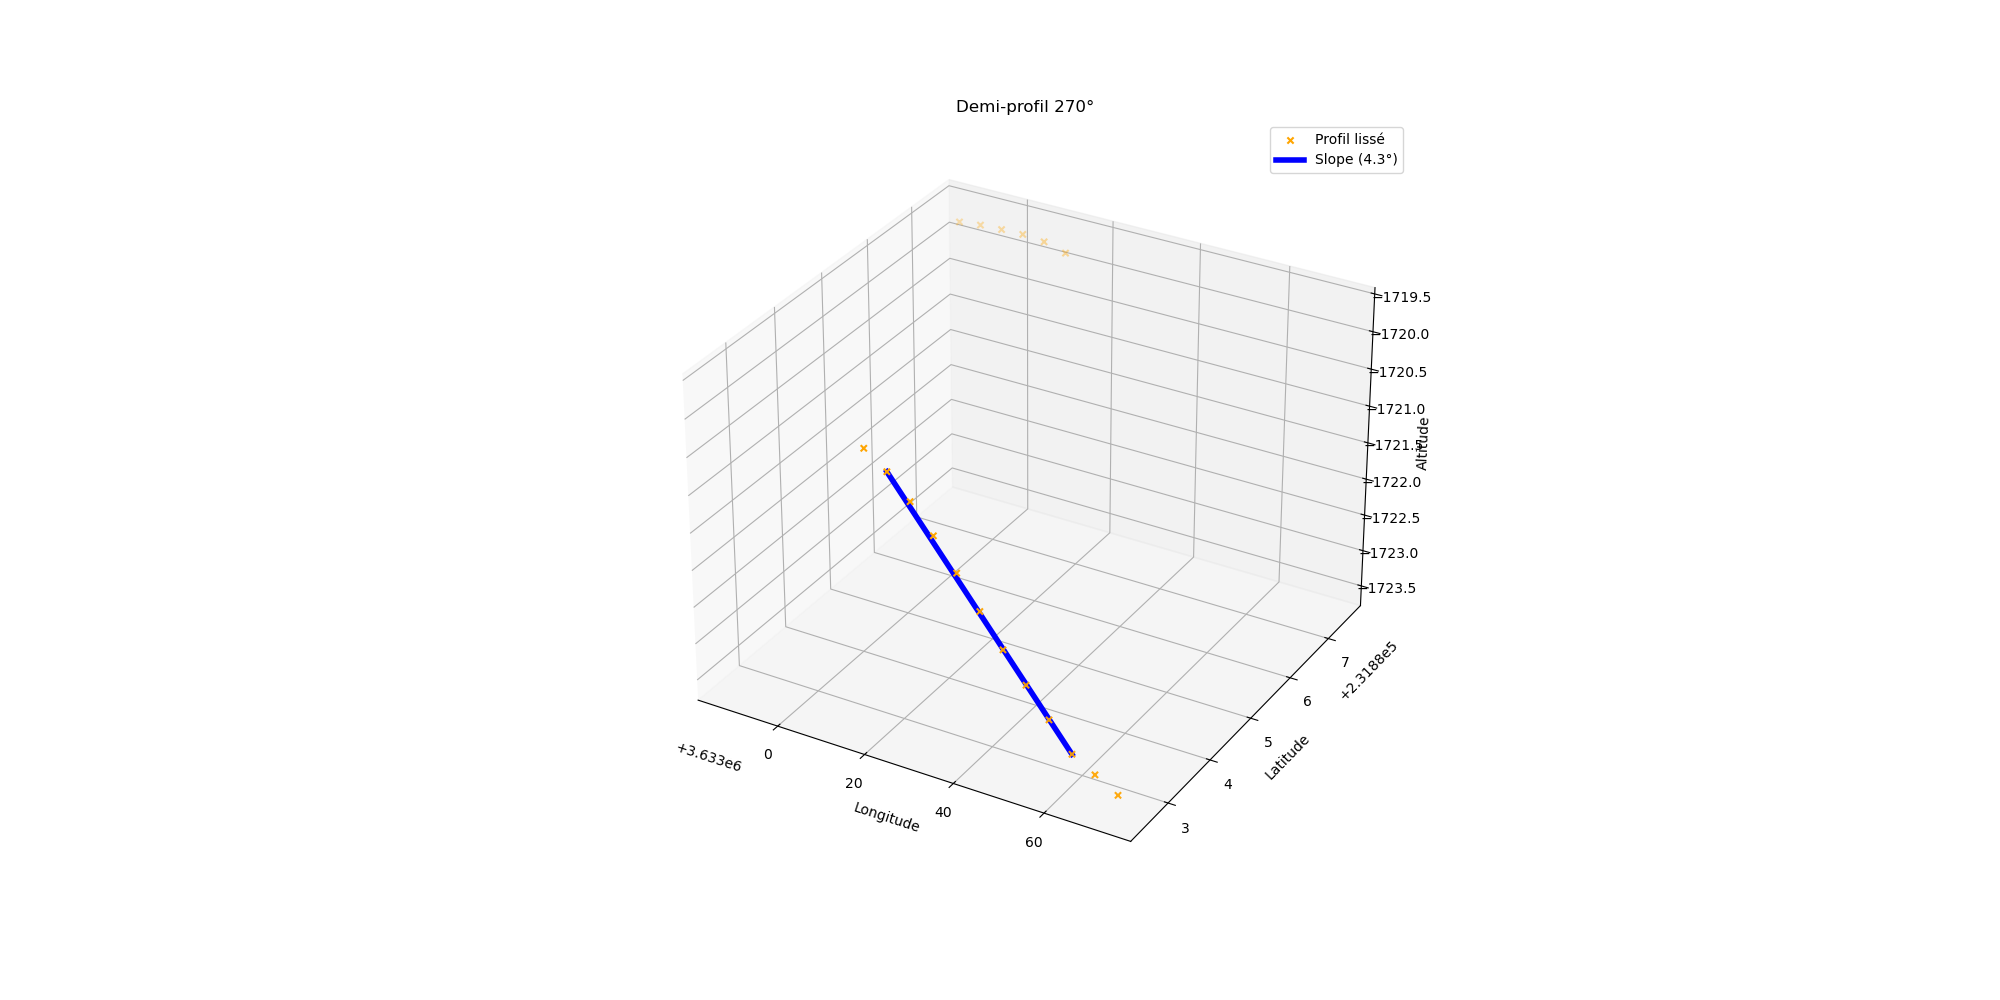 Demi-profil 270°
Profil lissé
Slope (4.3°)
−1719.5
−1720.0
−1720.5
−1721.0
−1721.5
−1722.0
−1722.5
−1723.0
−1723.5
Altitude
7
6
5
4
3
+2.3188e5
Latitude
0
20
40
60
+3.633e6
Longitude